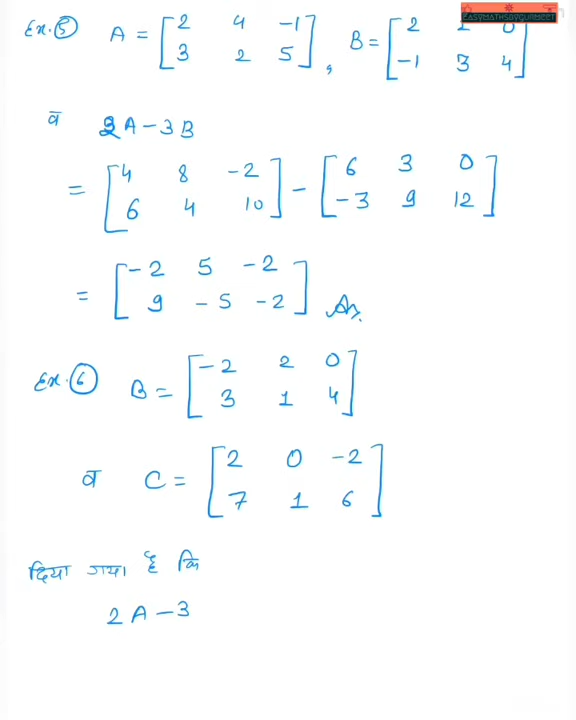 EASYMATHSBYGURMEET
Ex.⑤ A = [2 4 -1], B = [2 0]
[3 2 5] [-1 3 4]
व 2A-3B
= [4 8 -2] - [6 3 0]
[6 4 10] [-3 9 12]
= [-2 5 -2]
[9 -5 -2] Ans.
Ex.⑥ B = [-2 2 0]
[3 1 4]
व C = [2 0 -2]
[7 1 6]
दिया गया है कि
2A-3